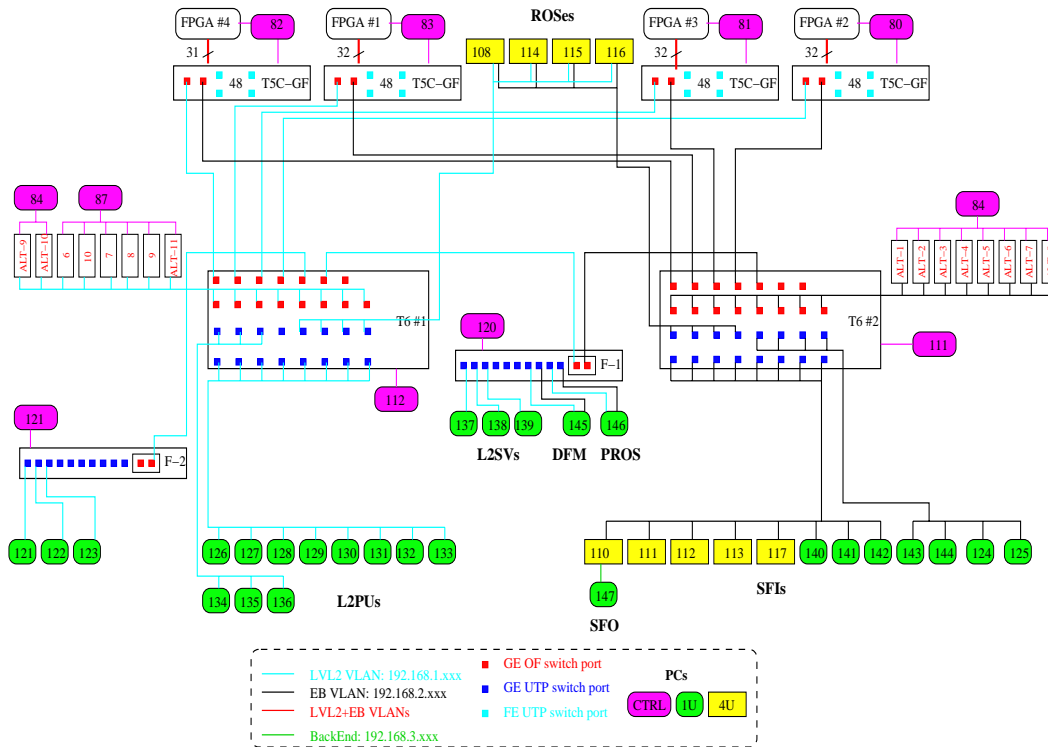 FPGA #4
82
FPGA #1
83
ROSes
FPGA #3
81
FPGA #2
80
31
32
108
114
115
116
32
32
48 T5C–GF
48 T5C–GF
48 T5C–GF
48 T5C–GF
84
87
84
ALT–9
ALT–10
6
10
7
8
9
ALT–11
ALT–1
ALT–2
ALT–3
ALT–4
ALT–5
ALT–6
ALT–7
T6 #1
T6 #2
120
111
F–1
112
121
137
138
139
145
146
L2SVs
DFM
PROS
F–2
121
122
123
126
127
128
129
130
131
132
133
110
111
112
113
117
140
141
142
143
144
124
125
134
135
136
L2PUs
147
SFIs
SFO
LVL2 VLAN: 192.168.1.xxx
EB VLAN: 192.168.2.xxx
LVL2+EB VLANs
BackEnd: 192.168.3.xxx
GE OF switch port
GE UTP switch port
FE UTP switch port
PCs
CTRL
1U
4U